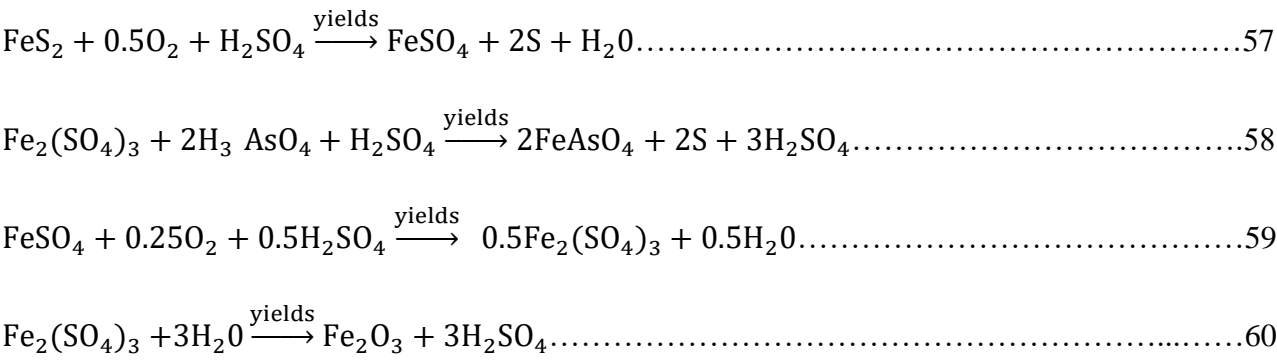 FeS₂ + 0.5O₂ + H₂SO₄ yields⟶ FeSO₄ + 2S + H₂0……………………………………………………57
Fe₂(SO₄)₃ + 2H₃ AsO₄ + H₂SO₄ yields⟶ 2FeAsO₄ + 2S + 3H₂SO₄……………………………….58
FeSO₄ + 0.25O₂ + 0.5H₂SO₄ yields⟶ 0.5Fe₂(SO₄)₃ + 0.5H₂0……………………………………59
Fe₂(SO₄)₃ +3H₂0 yields⟶ Fe₂O₃ + 3H₂SO₄………………………………………………...……60